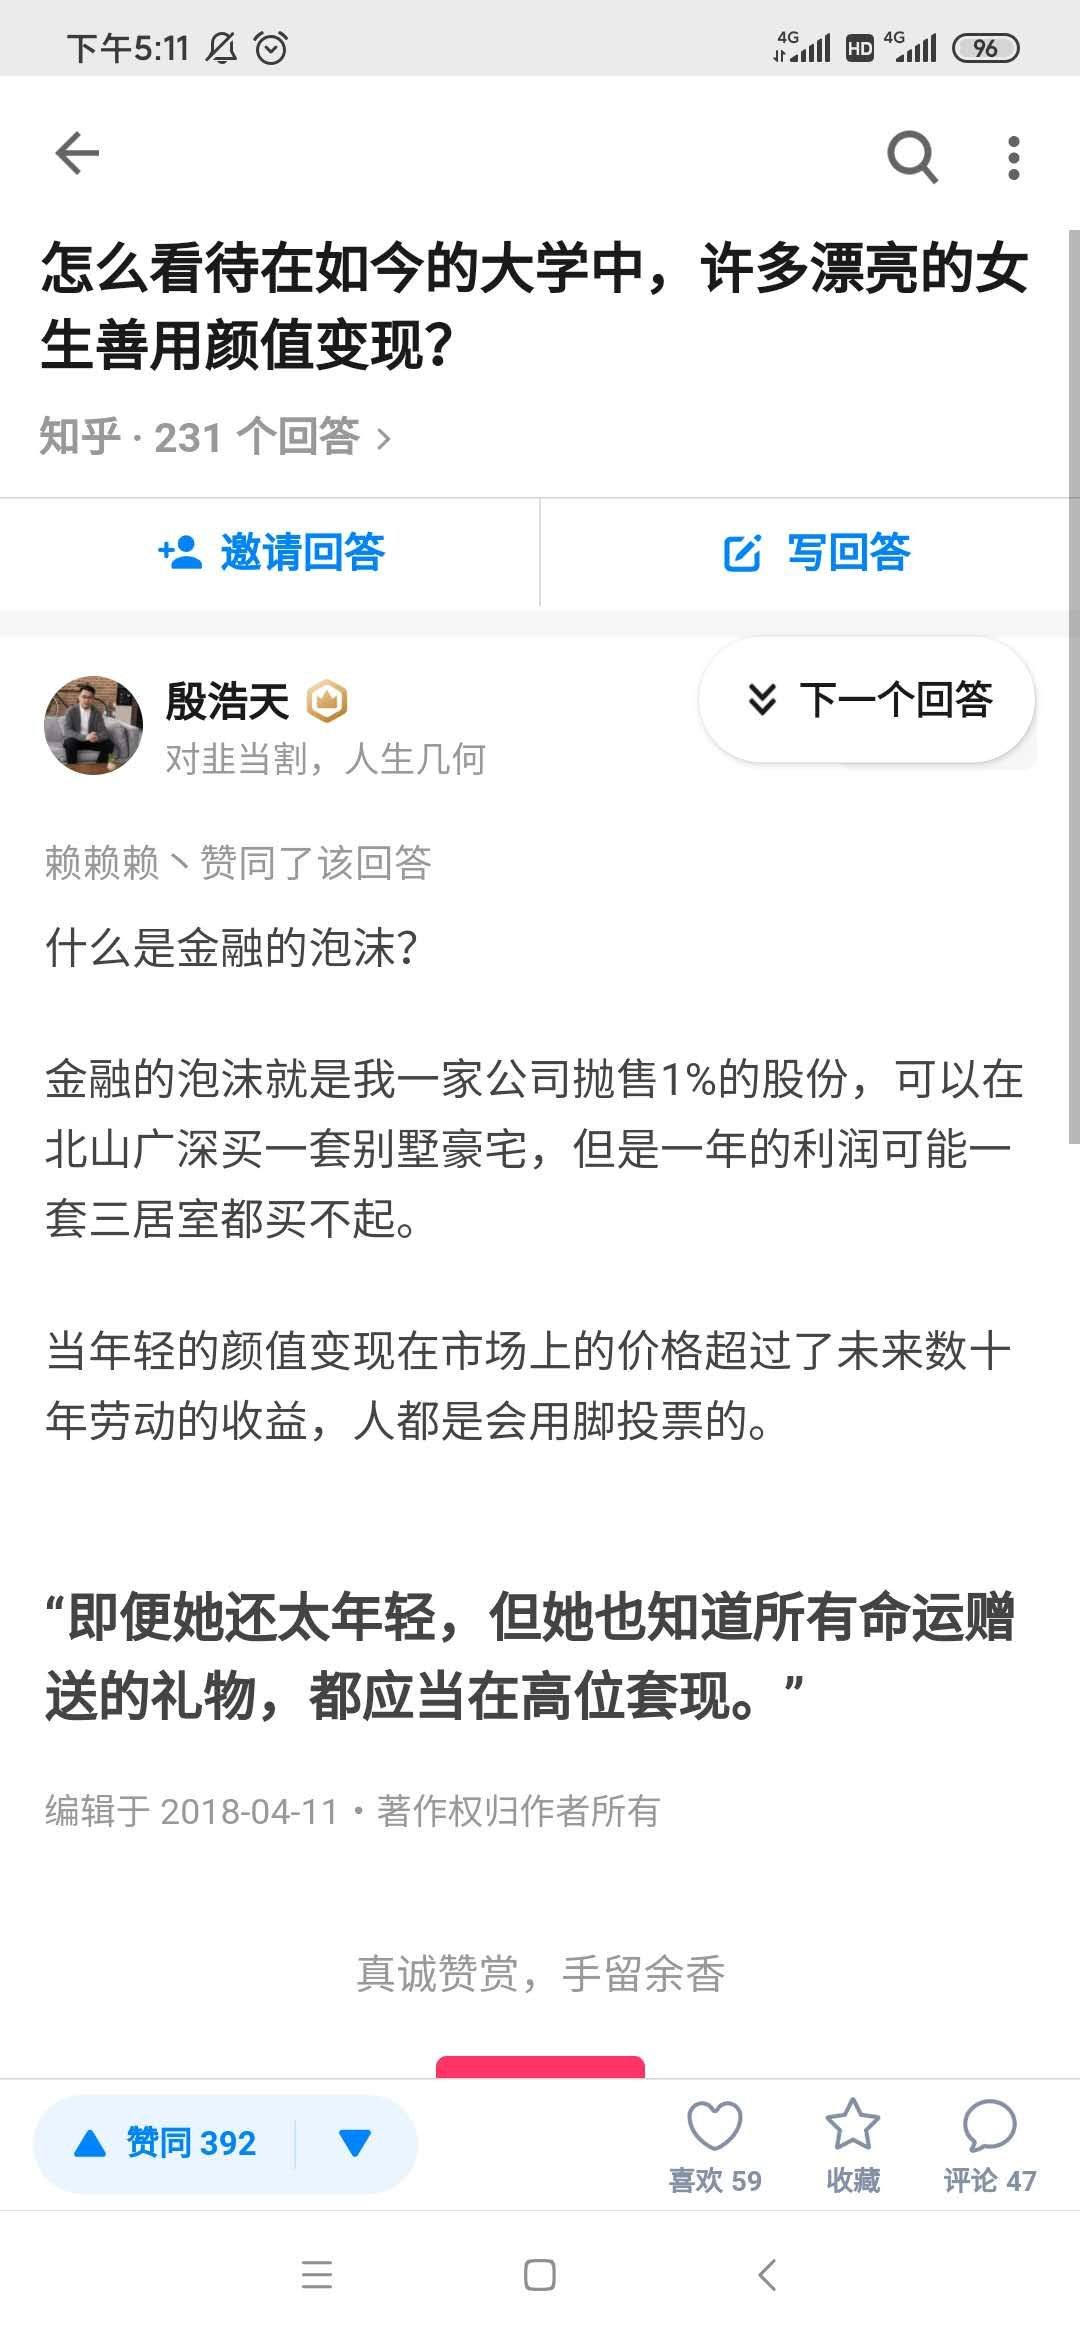 下午5:11 4G HD 4G 96
怎么看待在如今的大学中，许多漂亮的女
生善用颜值变现？
知乎 · 231 个回答 >
邀请回答 写回答
殷浩天 下一个回答
对韭当割，人生几何
赖赖赖丶赞同了该回答
什么是金融的泡沫？
金融的泡沫就是我一家公司抛售1%的股份，可以在
北山广深买一套别墅豪宅，但是一年的利润可能一
套三居室都买不起。
当年轻的颜值变现在市场上的价格超过了未来数十
年劳动的收益，人都是会用脚投票的。
“即便她还太年轻，但她也知道所有命运赠
送的礼物，都应当在高位套现。”
编辑于 2018-04-11 · 著作权归作者所有
真诚赞赏，手留余香
赞同 392 喜欢 59 收藏 评论 47